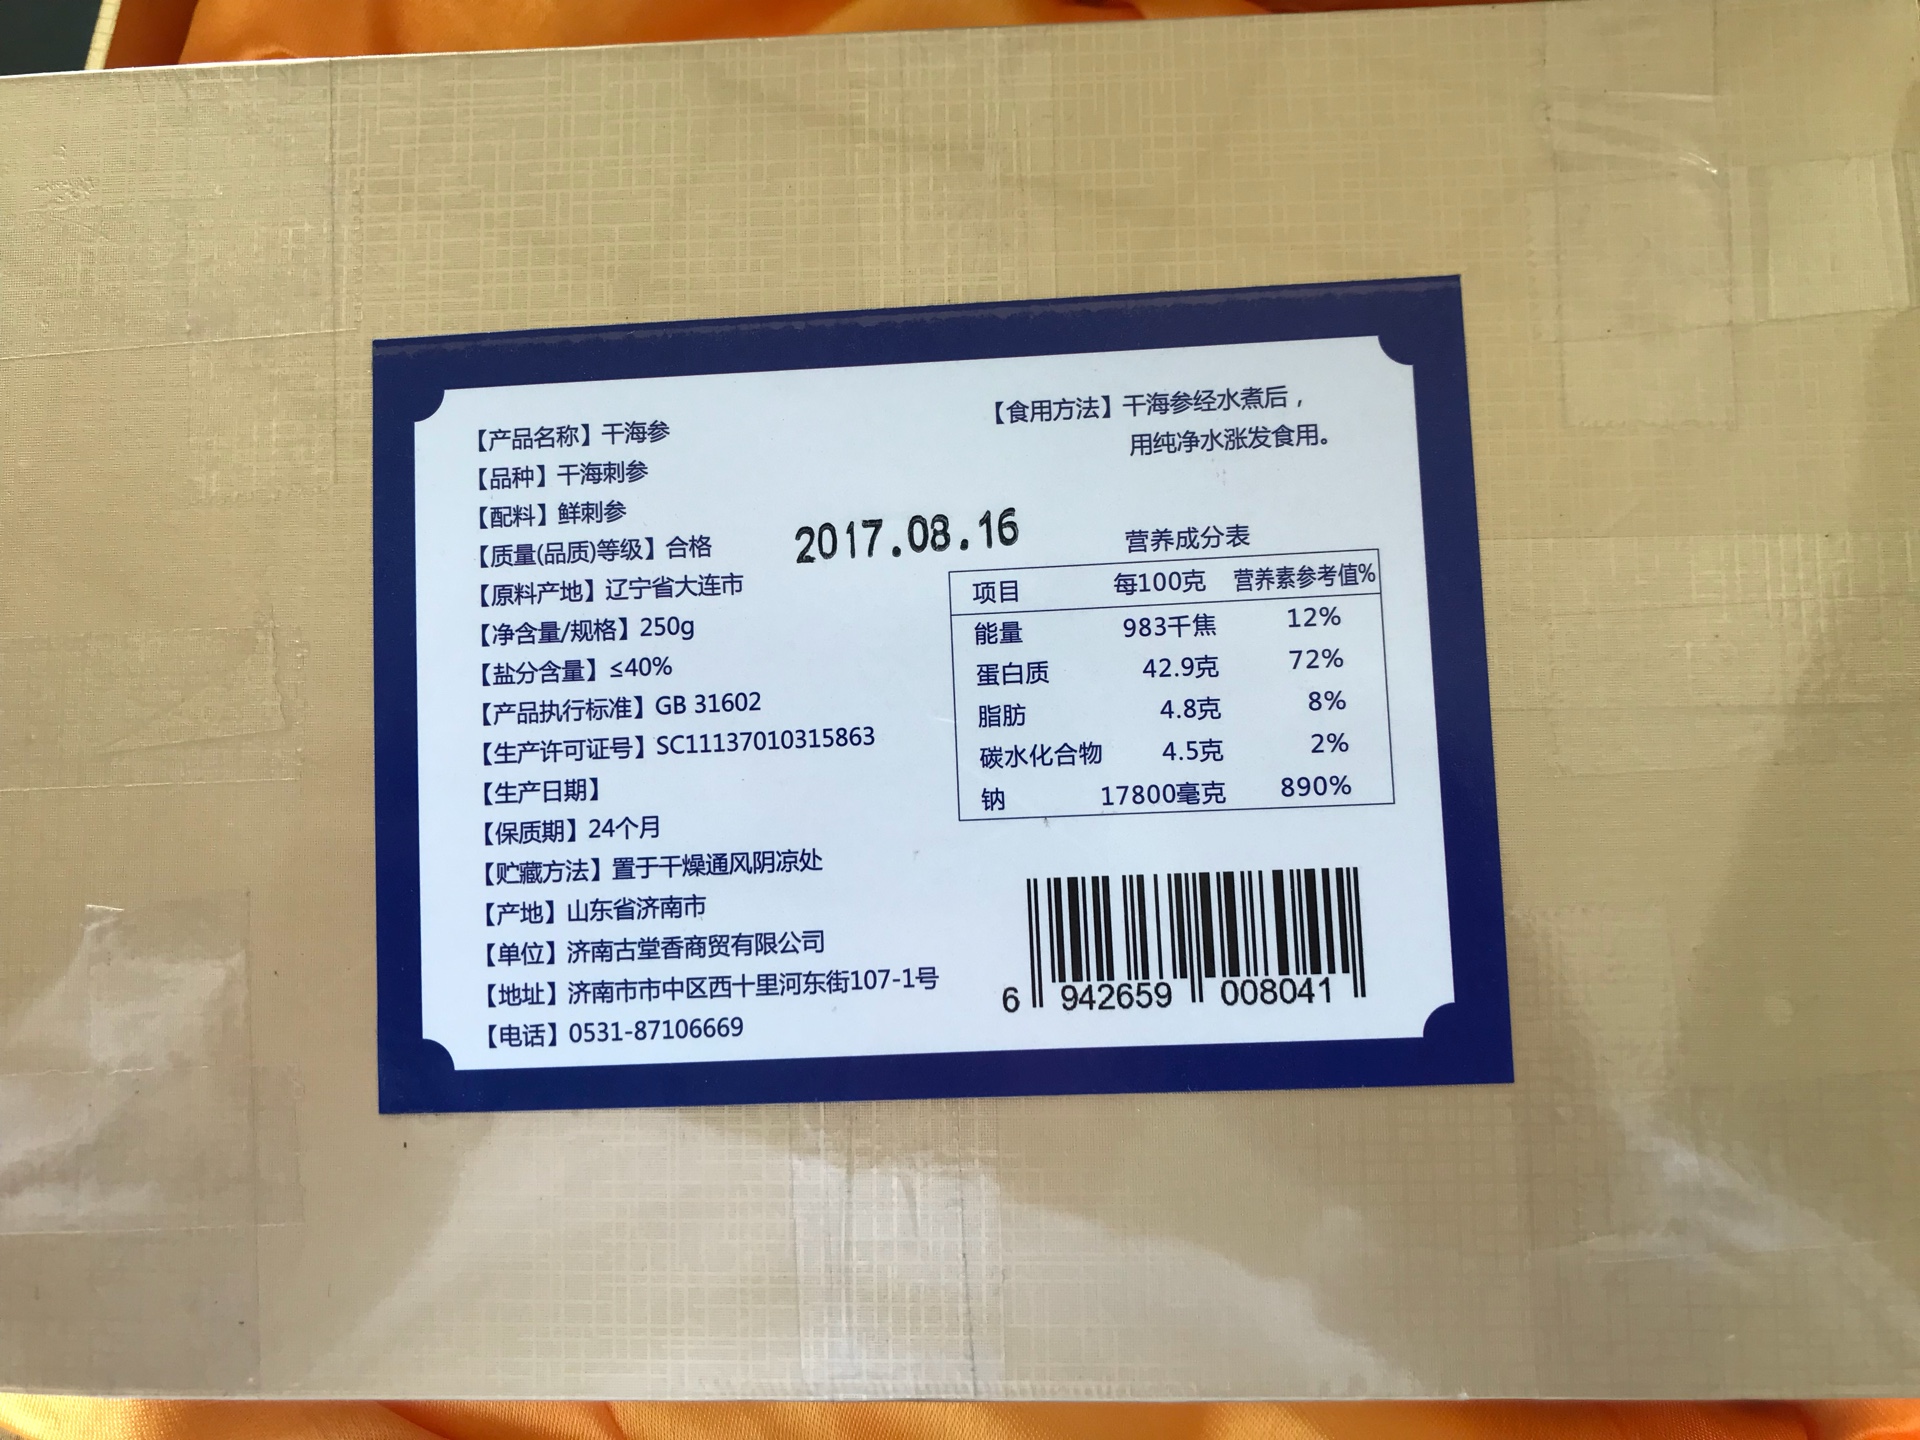 【产品名称】干海参
【品种】干海刺参
【配料】鲜刺参
【质量(品质)等级】合格
【原料产地】辽宁省大连市
【净含量/规格】250g
【盐分含量】≤40%
【产品执行标准】GB 31602
【生产许可证号】SC11137010315863
【生产日期】
【保质期】24个月
【贮藏方法】置于干燥通风阴凉处
【产地】山东省济南市
【单位】济南古堂香商贸有限公司
【地址】济南市市中区西十里河东街107-1号
【电话】0531-87106669
2017.08.16
【食用方法】干海参经水煮后，
用纯净水涨发食用。
营养成分表
项目 每100克 营养素参考值%
能量 983千焦 12%
蛋白质 42.9克 72%
脂肪 4.8克 8%
碳水化合物 4.5克 2%
钠 17800毫克 890%
6 942659 008041